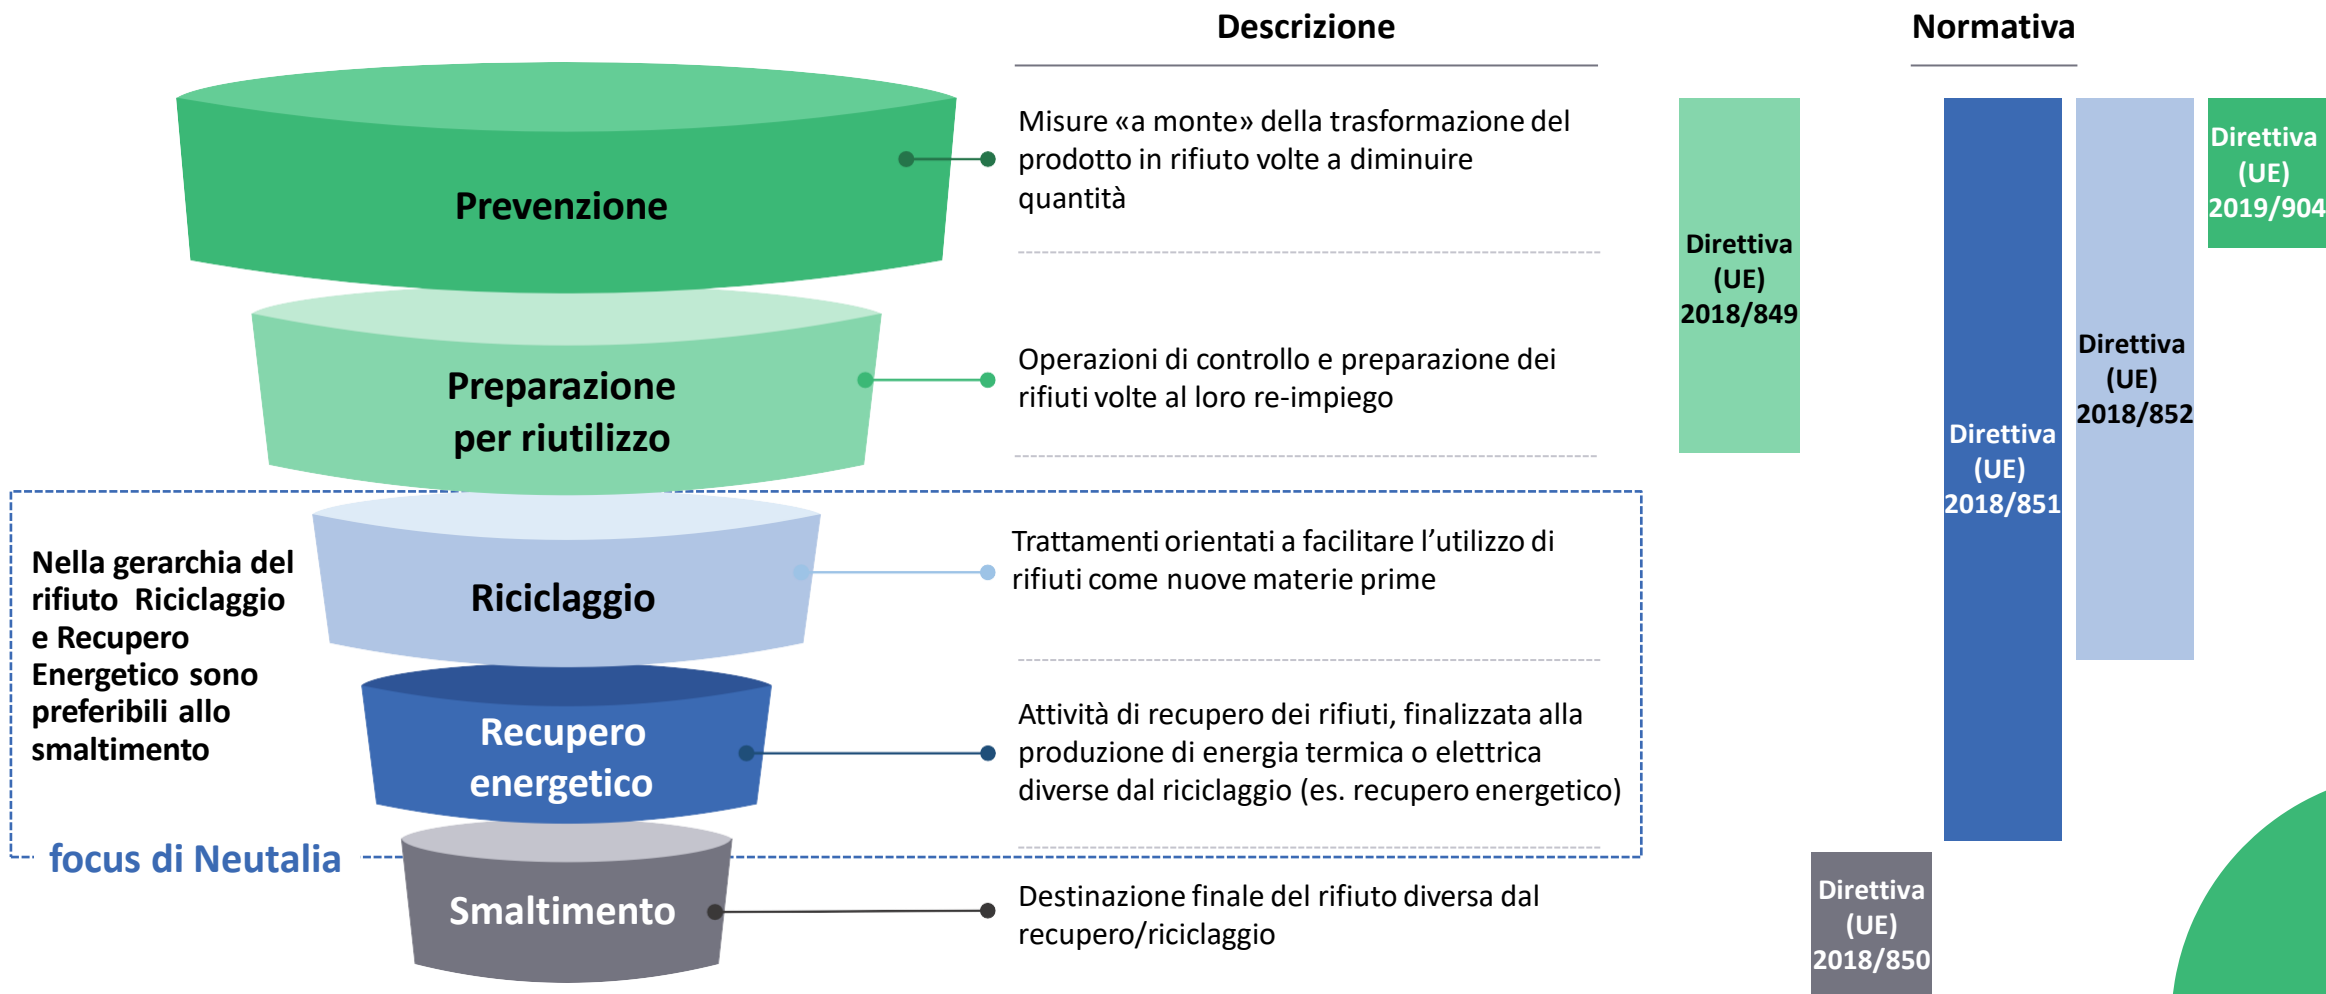 Descrizione
Normativa
Prevenzione
Misure «a monte» della trasformazione del
prodotto in rifiuto volte a diminuire
quantità
Preparazione
per riutilizzo
Operazioni di controllo e preparazione dei
rifiuti volte al loro re-impiego
Nella gerarchia del
rifiuto Riciclaggio
e Recupero
Energetico sono
preferibili allo
smaltimento
Riciclaggio
Trattamenti orientati a facilitare l’utilizzo di
rifiuti come nuove materie prime
Recupero
energetico
Attività di recupero dei rifiuti, finalizzata alla
produzione di energia termica o elettrica
diverse dal riciclaggio (es. recupero energetico)
focus di Neutalia
Smaltimento
Destinazione finale del rifiuto diversa dal
recupero/riciclaggio
Direttiva
(UE)
2018/849
Direttiva
(UE)
2018/850
Direttiva
(UE)
2018/851
Direttiva
(UE)
2018/852
Direttiva
(UE)
2019/904